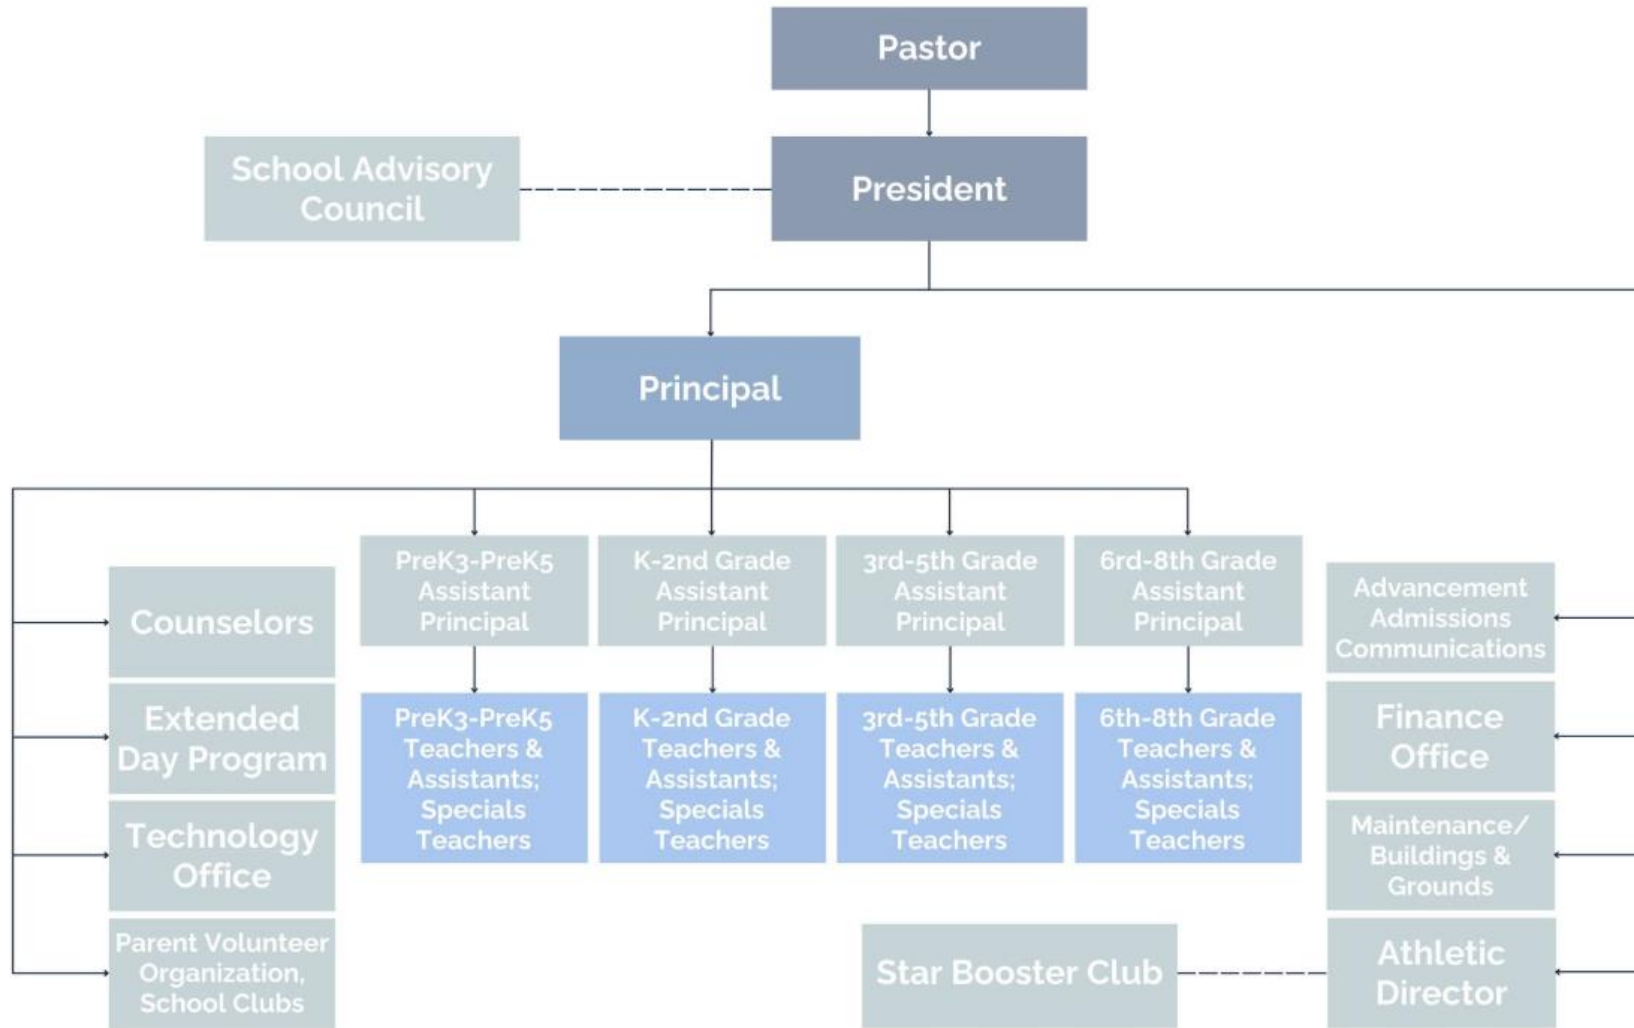 Pastor
School Advisory
Council
President
Principal
PreK3-PreK5
Assistant
Principal
K-2nd Grade
Assistant
Principal
3rd-5th Grade
Assistant
Principal
6rd-8th Grade
Assistant
Principal
Counselors
Extended
Day Program
Technology
Office
Parent Volunteer
Organization,
School Clubs
PreK3-PreK5
Teachers &
Assistants;
Specials
Teachers
K-2nd Grade
Teachers &
Assistants;
Specials
Teachers
3rd-5th Grade
Teachers &
Assistants;
Specials
Teachers
6th-8th Grade
Teachers &
Assistants;
Specials
Teachers
Advancement
Admissions
Communications
Finance
Office
Maintenance/
Buildings &
Grounds
Star Booster Club
Athletic
Director